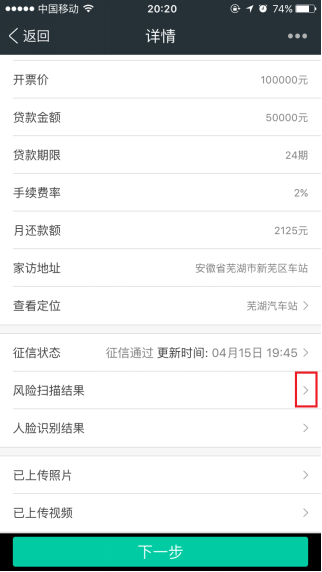 中国移动 20:20 74%
返回 详情
开票价 100000元
贷款金额 50000元
贷款期限 24期
手续费率 2%
月还款额 2125元
家访地址 安徽省芜湖市新芜区车站
查看定位 芜湖汽车站
征信状态 征信通过 更新时间: 04月15日 19:45
风险扫描结果
人脸识别结果
已上传照片
已上传视频
下一步